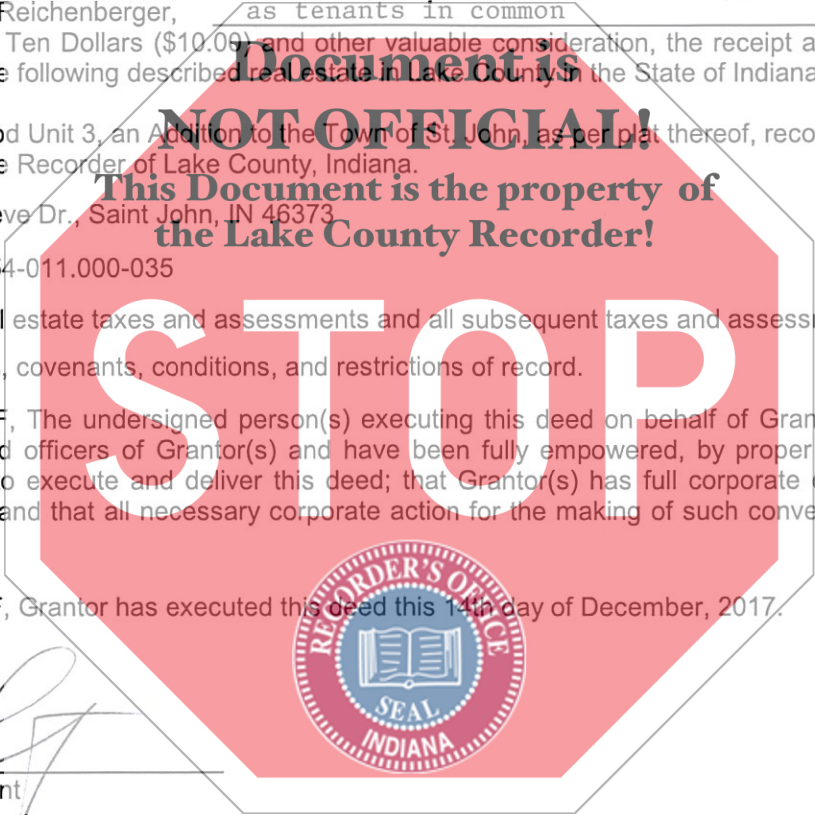 Reichenberger, as tenants in common
Ten Dollars ($10.00) and other valuable consideration, the receipt a
e following described real estate in Lake County in the State of Indiana
Document is
NOT OFFICIAL!
This Document is the property of
the Lake County Recorder!
d Unit 3, an Addition to the Town of St. John, as per plat thereof, reco
e Recorder of Lake County, Indiana.
ve Dr., Saint John, IN 46373
4-011.000-035
l estate taxes and assessments and all subsequent taxes and assess
, covenants, conditions, and restrictions of record.
STOP
F, The undersigned person(s) executing this deed on behalf of Gran
d officers of Grantor(s) and have been fully empowered, by proper
o execute and deliver this deed; that Grantor(s) has full corporate
and that all necessary corporate action for the making of such conve
F, Grantor has executed this deed this 14th day of December, 2017.
RECORDER'S OFFICE
SEAL
INDIANA
nt